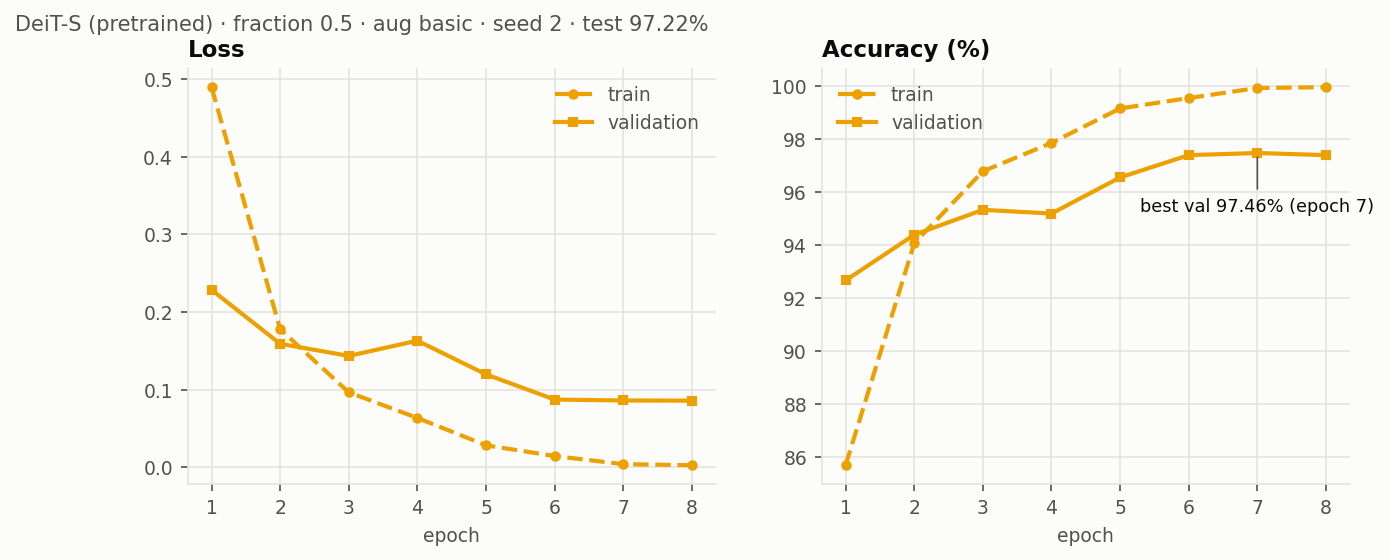 DeiT-S (pretrained) · fraction 0.5 · aug basic · seed 2 · test 97.22%
Loss
0.5
0.4
0.3
0.2
0.1
0.0
train
validation
1 2 3 4 5 6 7 8
epoch
Accuracy (%)
100
98
96
94
92
90
88
86
train
validation
best val 97.46% (epoch 7)
1 2 3 4 5 6 7 8
epoch